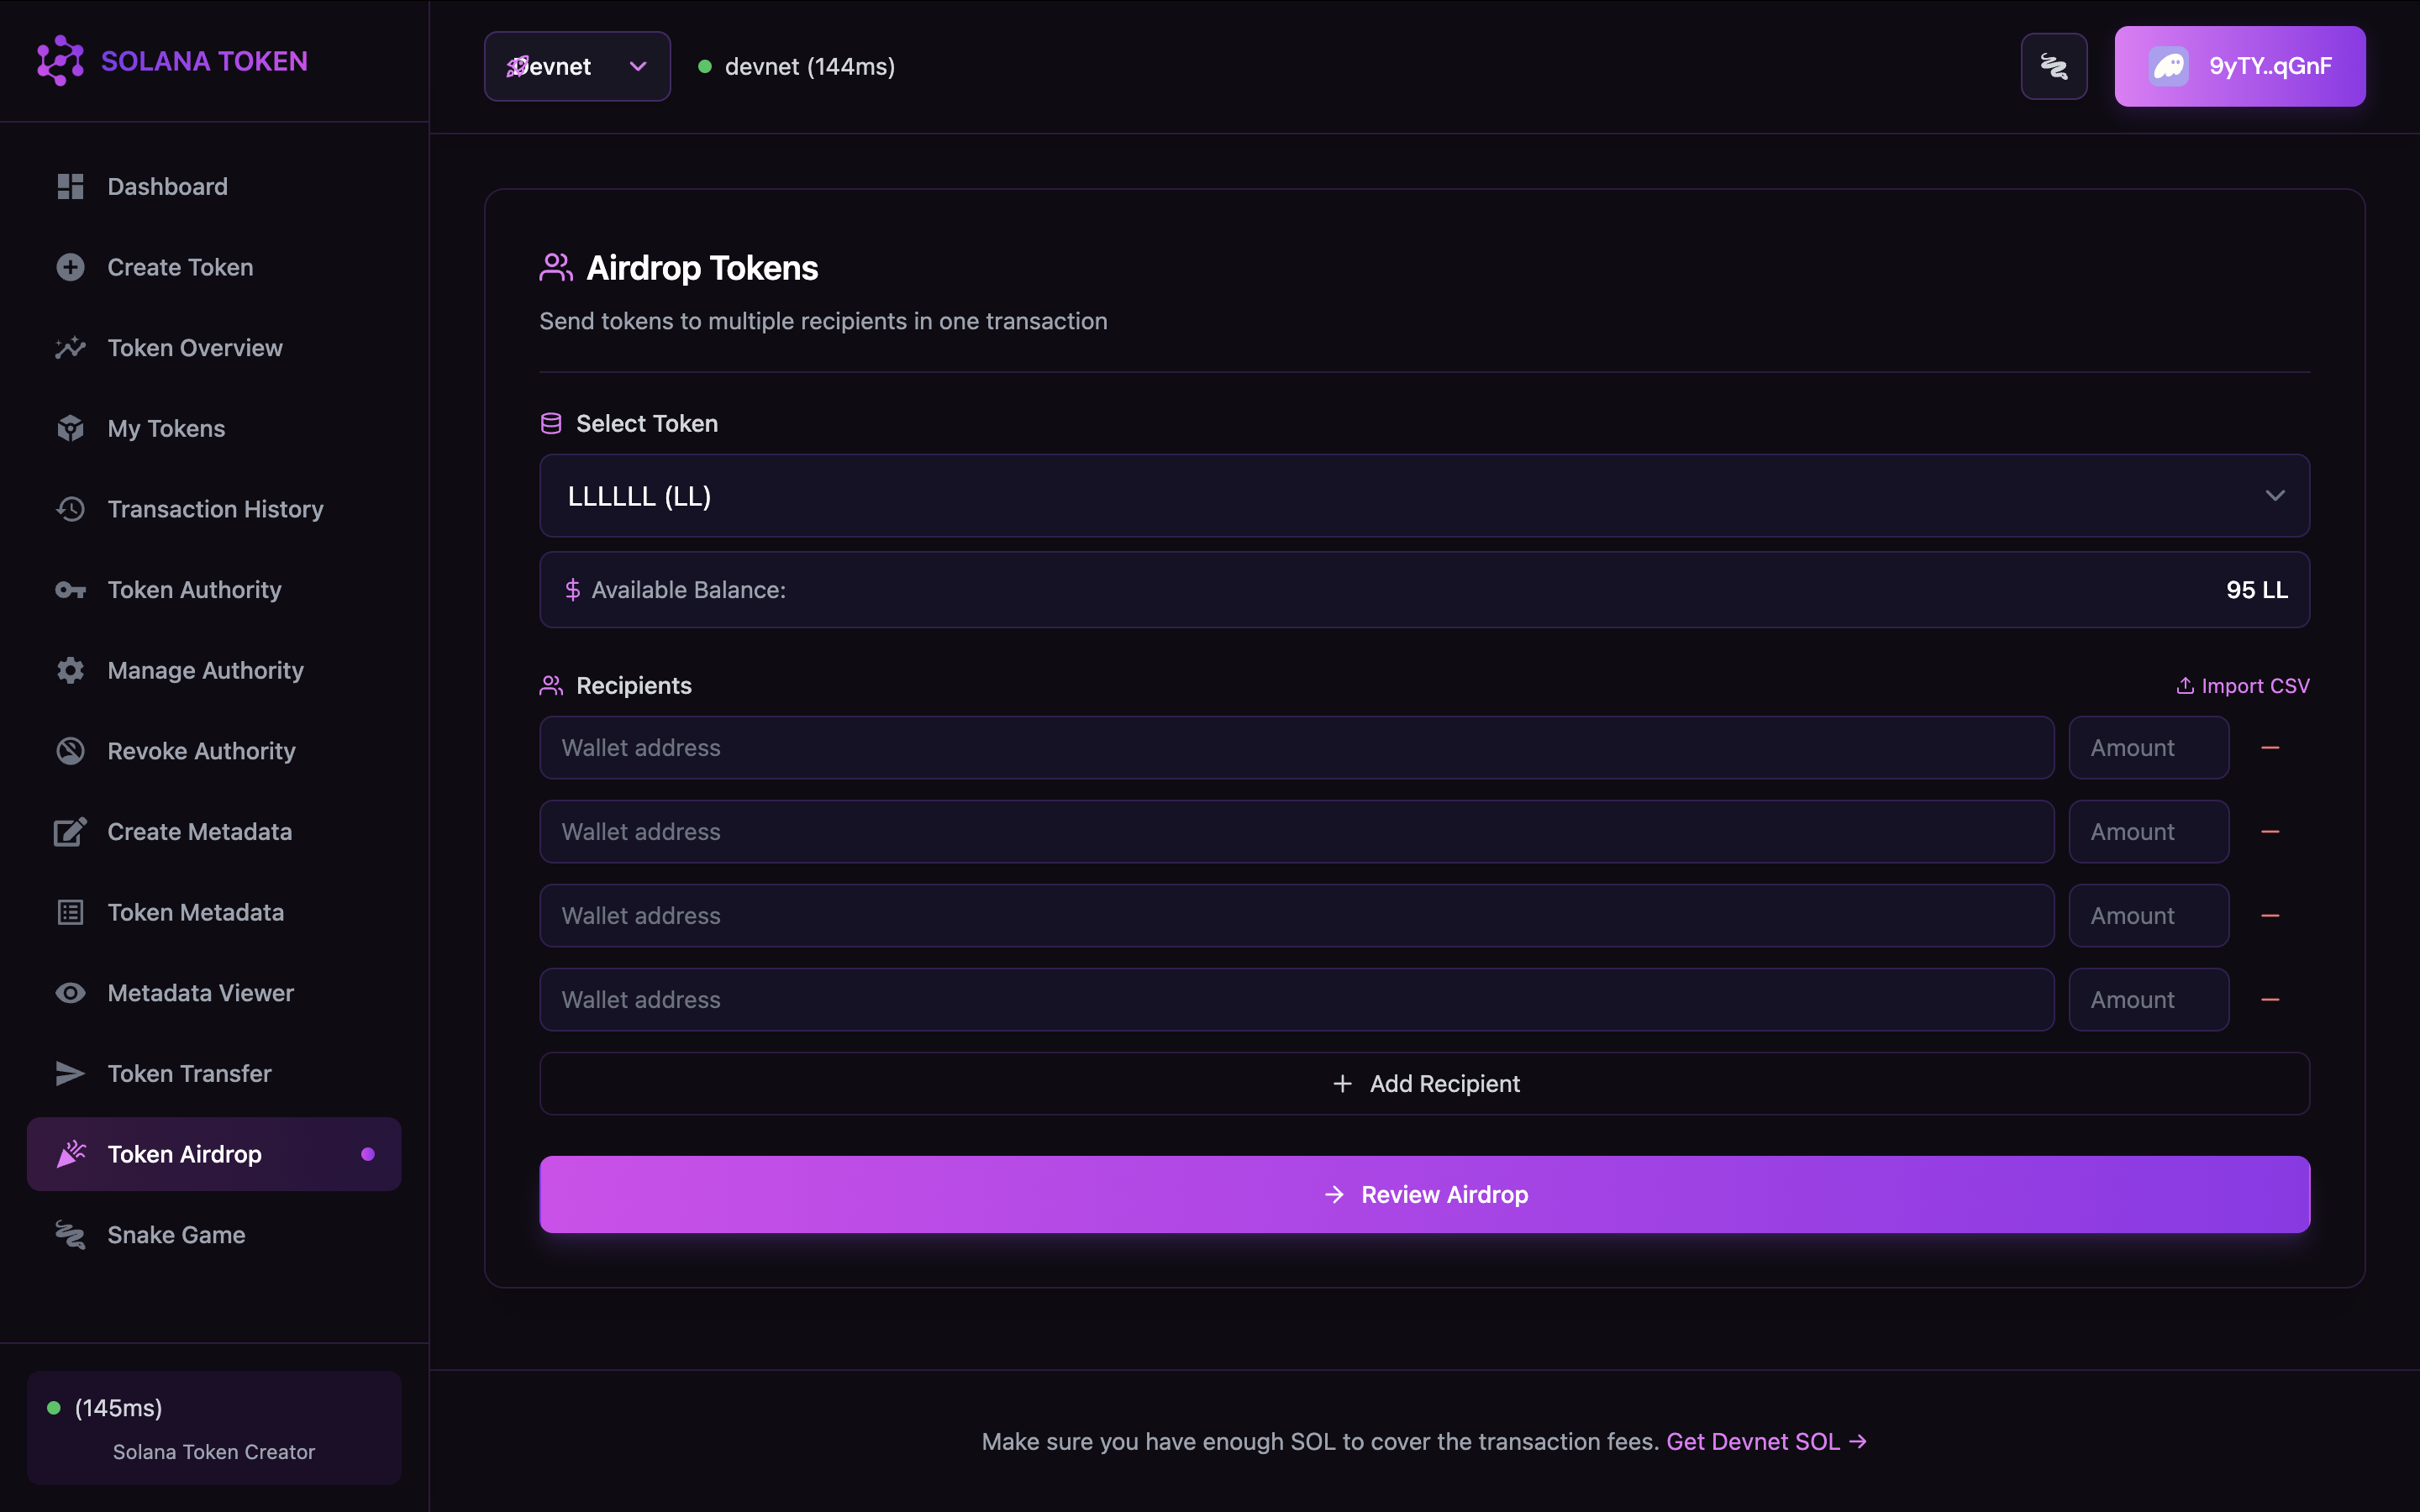 SOLANA TOKEN
Dashboard
Create Token
Token Overview
My Tokens
Transaction History
Token Authority
Manage Authority
Revoke Authority
Create Metadata
Token Metadata
Metadata Viewer
Token Transfer
Token Airdrop
Snake Game
(145ms)
Solana Token Creator
Devnet
devnet (144ms)
9yTY..qGnF
Airdrop Tokens
Send tokens to multiple recipients in one transaction
Select Token
LLLLLL (LL)
Available Balance: 95 LL
Recipients Import CSV
Wallet address Amount
Wallet address Amount
Wallet address Amount
Wallet address Amount
Add Recipient
Review Airdrop
Make sure you have enough SOL to cover the transaction fees. Get Devnet SOL →